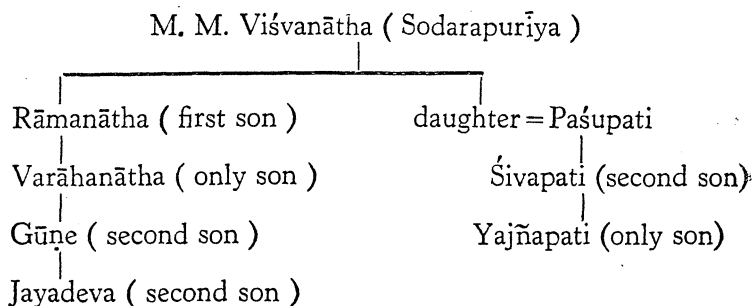 M. M. Viśvanātha ( Sodarapurīya )
Rāmanātha ( first son ) daughter = Paśupati
Varāhanātha ( only son ) Śivapati (second son)
Gūṇe ( second son ) Yajñapati (only son)
Jayadeva ( second son )